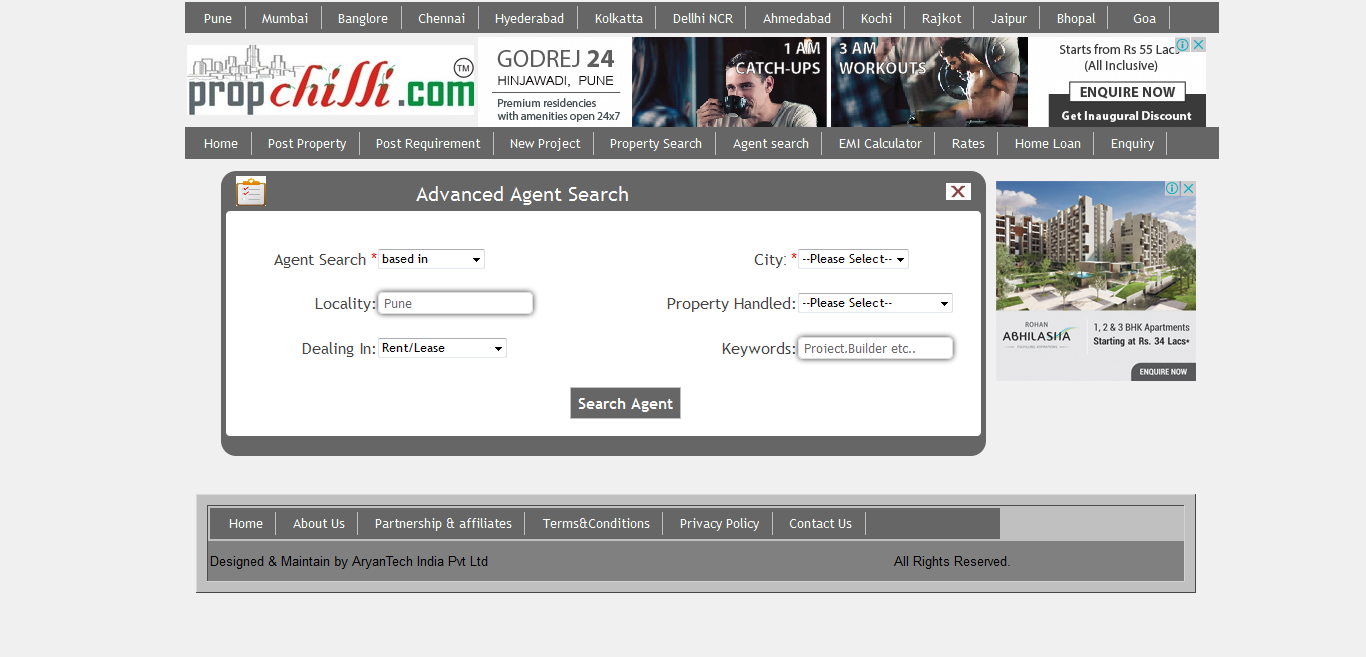 Pune Mumbai Banglore Chennai Hyederabad Kolkatta Dellhi NCR Ahmedabad Kochi Rajkot Jaipur Bhopal Goa
propchilli.com TM
GODREJ 24
HINJAWADI, PUNE
Premium residencies
with amenities open 24x7
1 AM
CATCH-UPS
3 AM
WORKOUTS
Starts from Rs 55 Lacs
(All Inclusive)
ENQUIRE NOW
Get Inaugural Discount
Home Post Property Post Requirement New Project Property Search Agent search EMI Calculator Rates Home Loan Enquiry
Advanced Agent Search
Agent Search * based in
City: * --Please Select--
Locality: Pune
Property Handled: --Please Select--
Dealing In: Rent/Lease
Keywords: Project,Builder etc..
Search Agent
ROHAN
ABHILASHA
1, 2 & 3 BHK Apartments
Starting at Rs. 34 Lacs*
ENQUIRE NOW
Home About Us Partnership & affiliates Terms&Conditions Privacy Policy Contact Us
Designed & Maintain by AryanTech India Pvt Ltd All Rights Reserved.